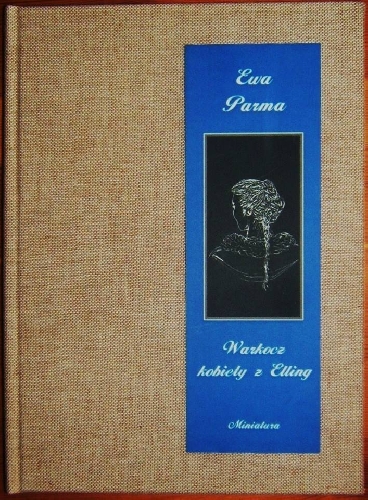 Ewa
Parma
Warkocz
kobiety z Elling
Miniatura